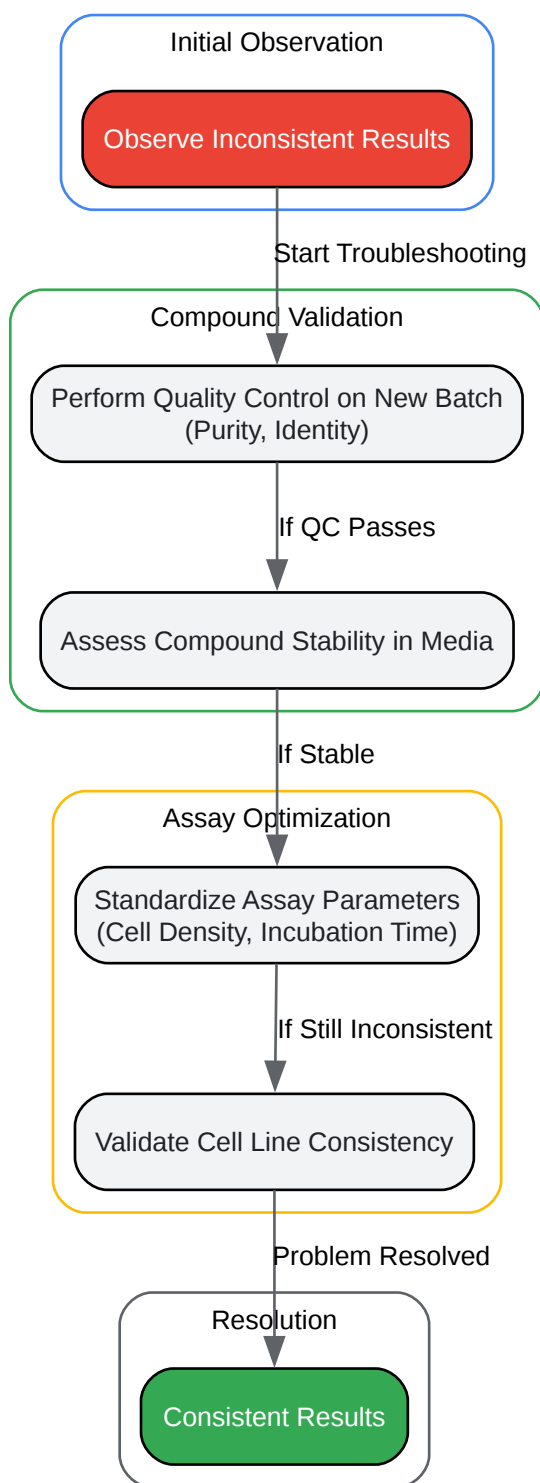 Initial Observation
Observe Inconsistent Results
Start Troubleshooting
Compound Validation
Perform Quality Control on New Batch
(Purity, Identity)
If QC Passes
Assess Compound Stability in Media
If Stable
Assay Optimization
Standardize Assay Parameters
(Cell Density, Incubation Time)
If Still Inconsistent
Validate Cell Line Consistency
Problem Resolved
Resolution
Consistent Results